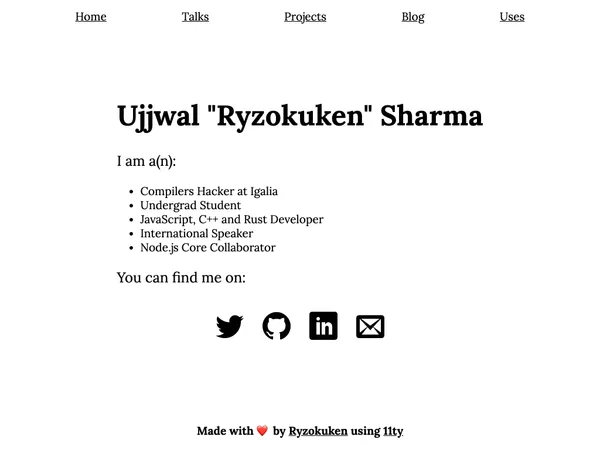 Home Talks Projects Blog Uses
Ujjwal "Ryzokuken" Sharma
I am a(n):
• Compilers Hacker at Igalia
• Undergrad Student
• JavaScript, C++ and Rust Developer
• International Speaker
• Node.js Core Collaborator
You can find me on:
in
Made with ❤️ by Ryzokuken using 11ty